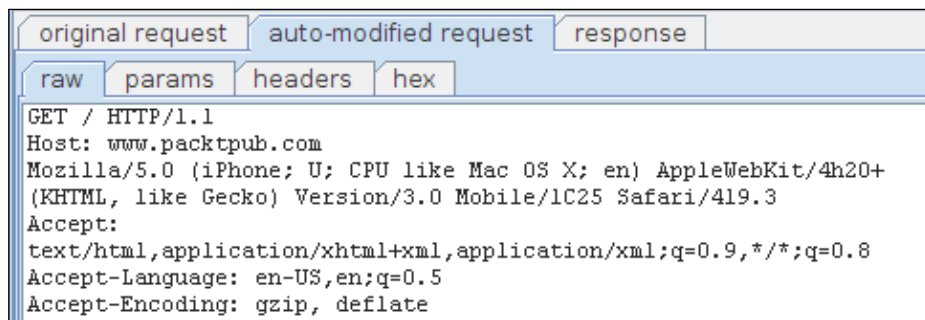 original request auto-modified request response
raw params headers hex
GET / HTTP/1.1
Host: www.packtpub.com
Mozilla/5.0 (iPhone; U; CPU like Mac OS X; en) AppleWebKit/4h20+
(KHTML, like Gecko) Version/3.0 Mobile/1C25 Safari/419.3
Accept:
text/html,application/xhtml+xml,application/xml;q=0.9,*/*;q=0.8
Accept-Language: en-US,en;q=0.5
Accept-Encoding: gzip, deflate